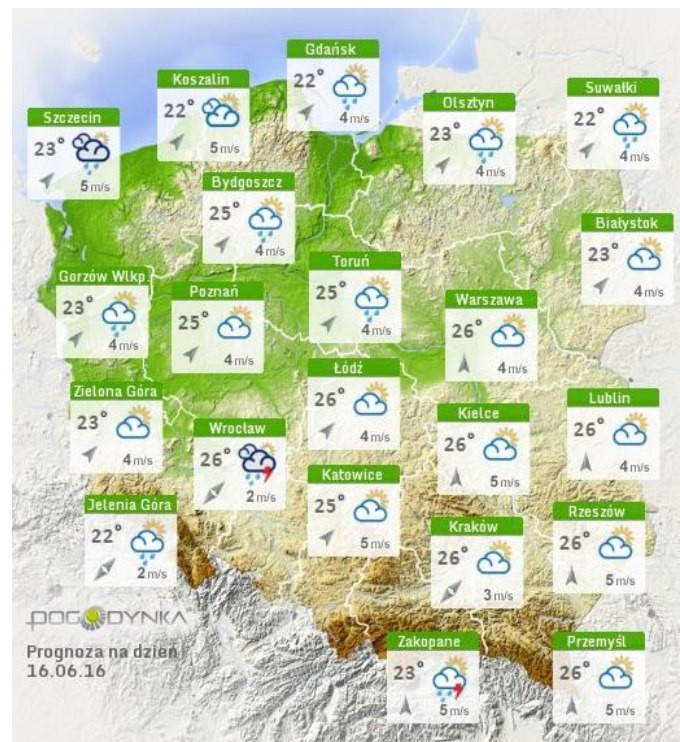 Gdańsk
22°
4 m/s
Koszalin
22°
5 m/s
Suwałki
22°
4 m/s
Olsztyn
23°
4 m/s
Szczecin
23°
5 m/s
Bydgoszcz
25°
4 m/s
Białystok
23°
4 m/s
Toruń
25°
4 m/s
Gorzów Wlkp
23°
4 m/s
Poznań
25°
4 m/s
Warszawa
26°
4 m/s
Łódź
26°
4 m/s
Zielona Góra
23°
4 m/s
Lublin
26°
4 m/s
Kielce
26°
5 m/s
Wrocław
26°
2 m/s
Katowice
25°
5 m/s
Jelenia Góra
22°
2 m/s
Rzeszów
26°
5 m/s
Kraków
26°
3 m/s
POGODYNKA
Prognoza na dzień
16.06.16
Zakopane
23°
5 m/s
Przemyśl
26°
5 m/s